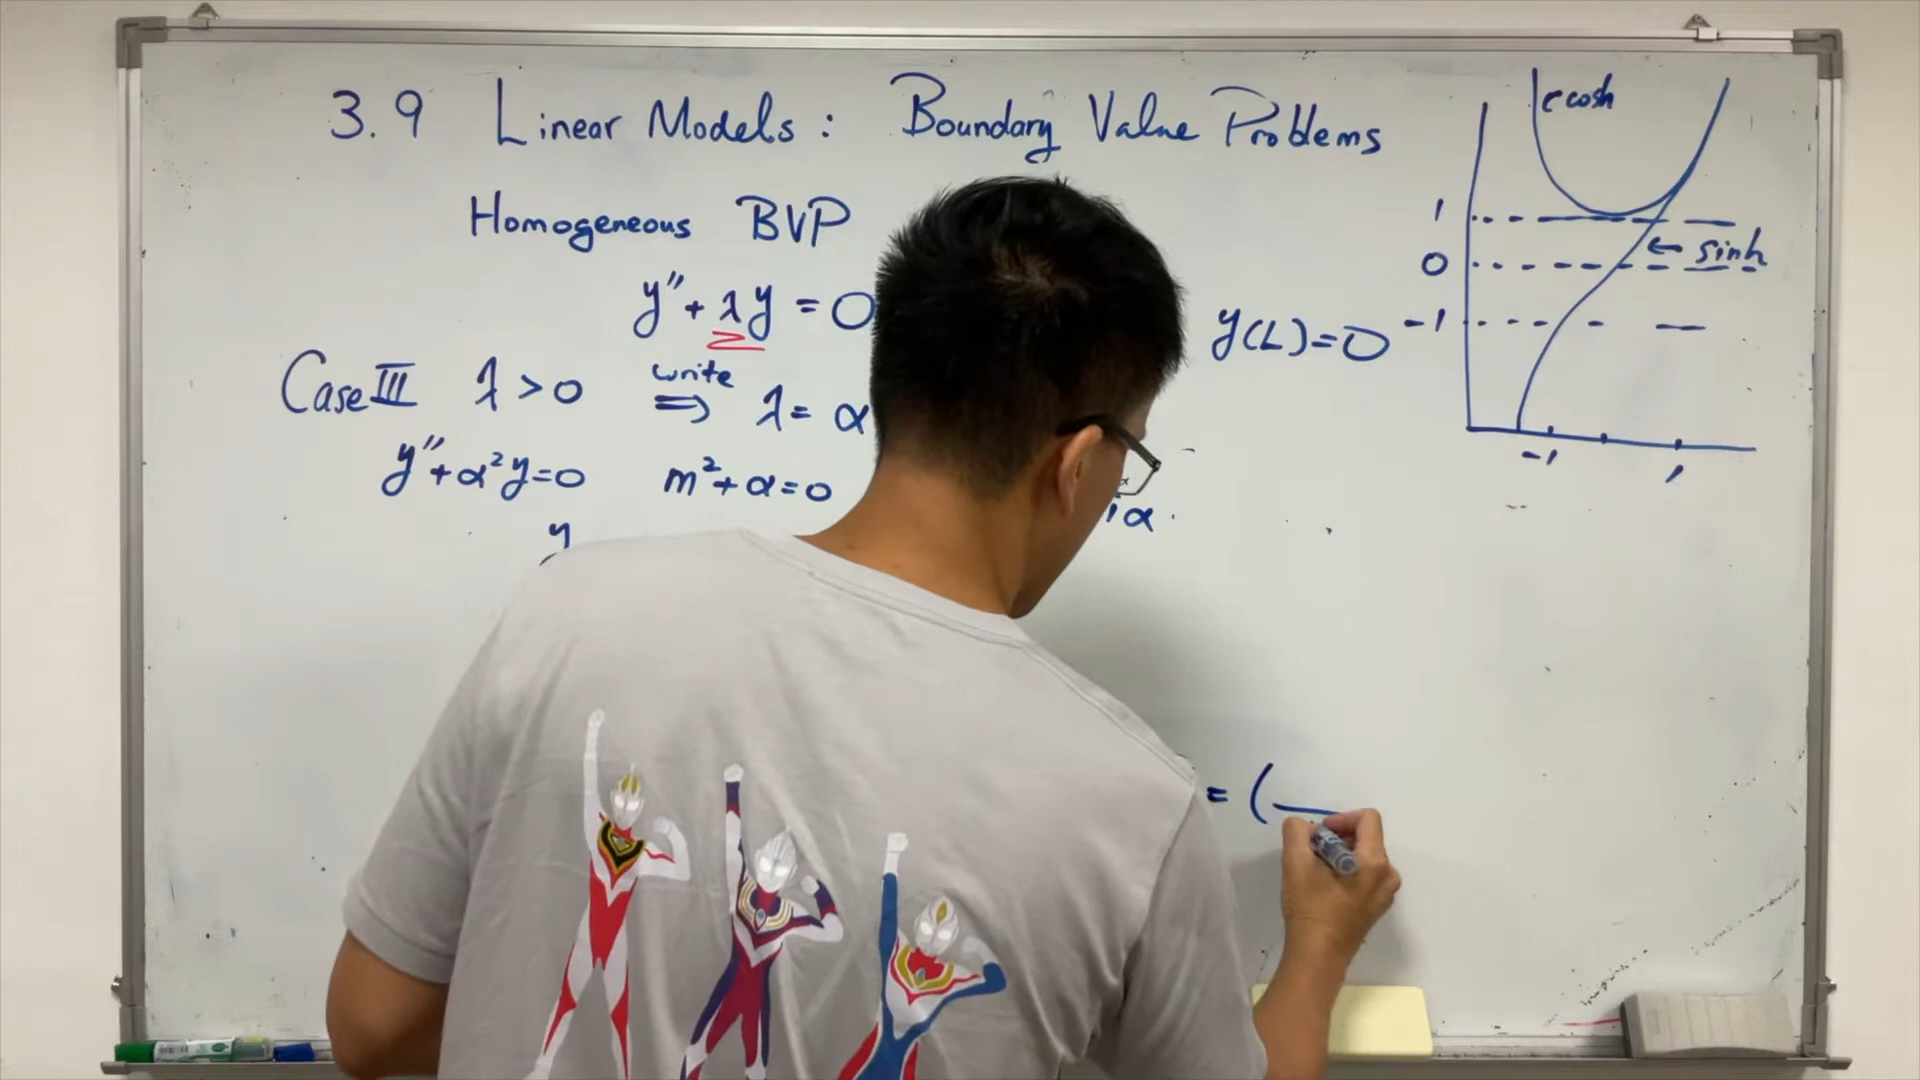 3.9 Linear Models: Boundary Value Problems
Homogeneous BVP
y″ + λy = 0
y(L)=0
Case III λ > 0 write ⇒ λ = α
y″+α²y=0 m²+α=0
iα
y
= (
cosh
1
0
-1
← sinh
-1 1